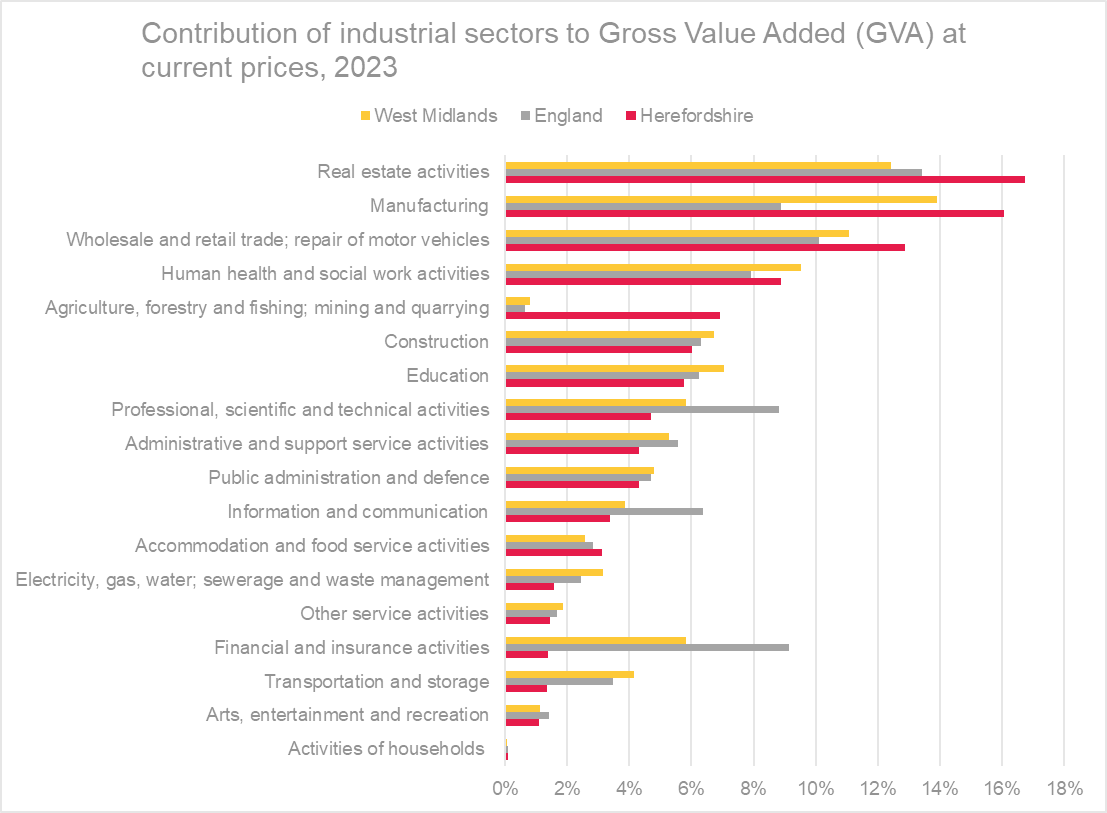 Contribution of industrial sectors to Gross Value Added (GVA) at
current prices, 2023
West Midlands England Herefordshire
Real estate activities
Manufacturing
Wholesale and retail trade; repair of motor vehicles
Human health and social work activities
Agriculture, forestry and fishing; mining and quarrying
Construction
Education
Professional, scientific and technical activities
Administrative and support service activities
Public administration and defence
Information and communication
Accommodation and food service activities
Electricity, gas, water; sewerage and waste management
Other service activities
Financial and insurance activities
Transportation and storage
Arts, entertainment and recreation
Activities of households
0% 2% 4% 6% 8% 10% 12% 14% 16% 18%